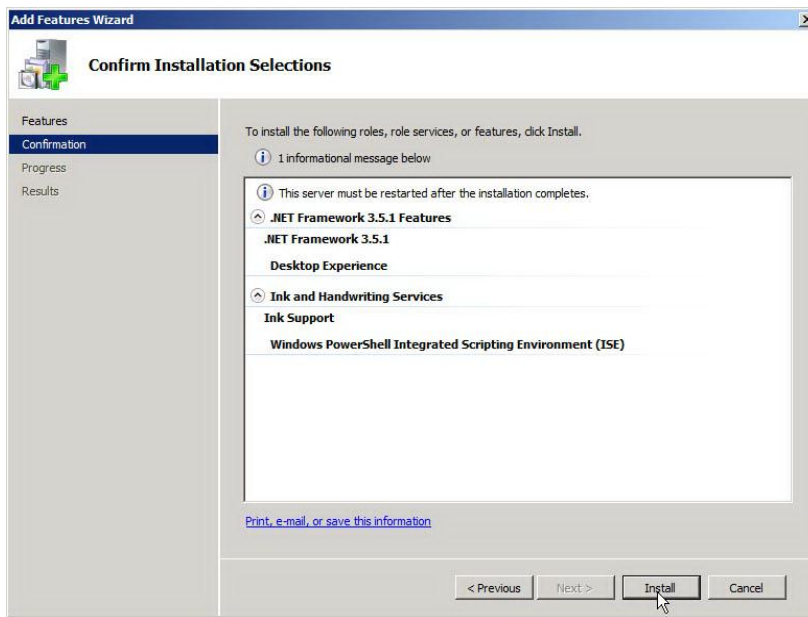 Add Features Wizard
Confirm Installation Selections
Features
Confirmation
Progress
Results
To install the following roles, role services, or features, click Install.
1 informational message below
This server must be restarted after the installation completes.
.NET Framework 3.5.1 Features
.NET Framework 3.5.1
Desktop Experience
Ink and Handwriting Services
Ink Support
Windows PowerShell Integrated Scripting Environment (ISE)
Print, e-mail, or save this information
< Previous Next > Install Cancel